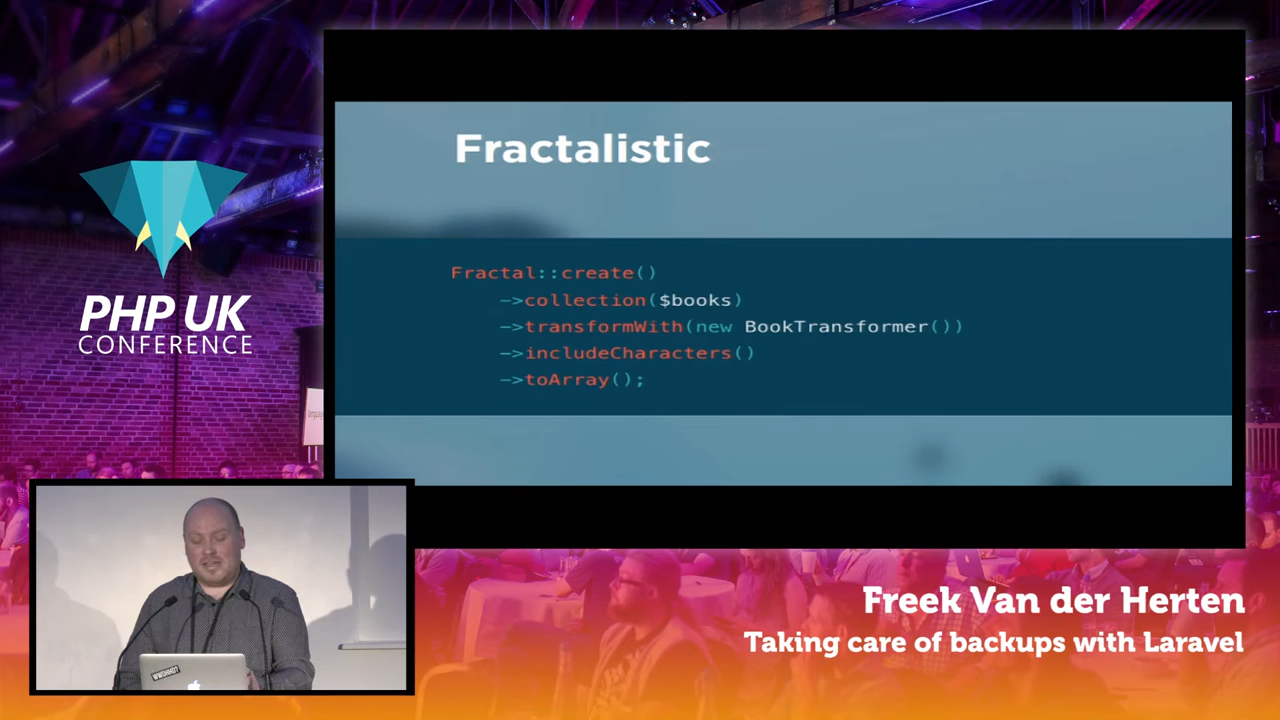 Fractalistic
Fractal::create()
->collection($books)
->transformWith(new BookTransformer())
->includeCharacters()
->toArray();
PHP UK
CONFERENCE
Freek Van der Herten
Taking care of backups with Laravel